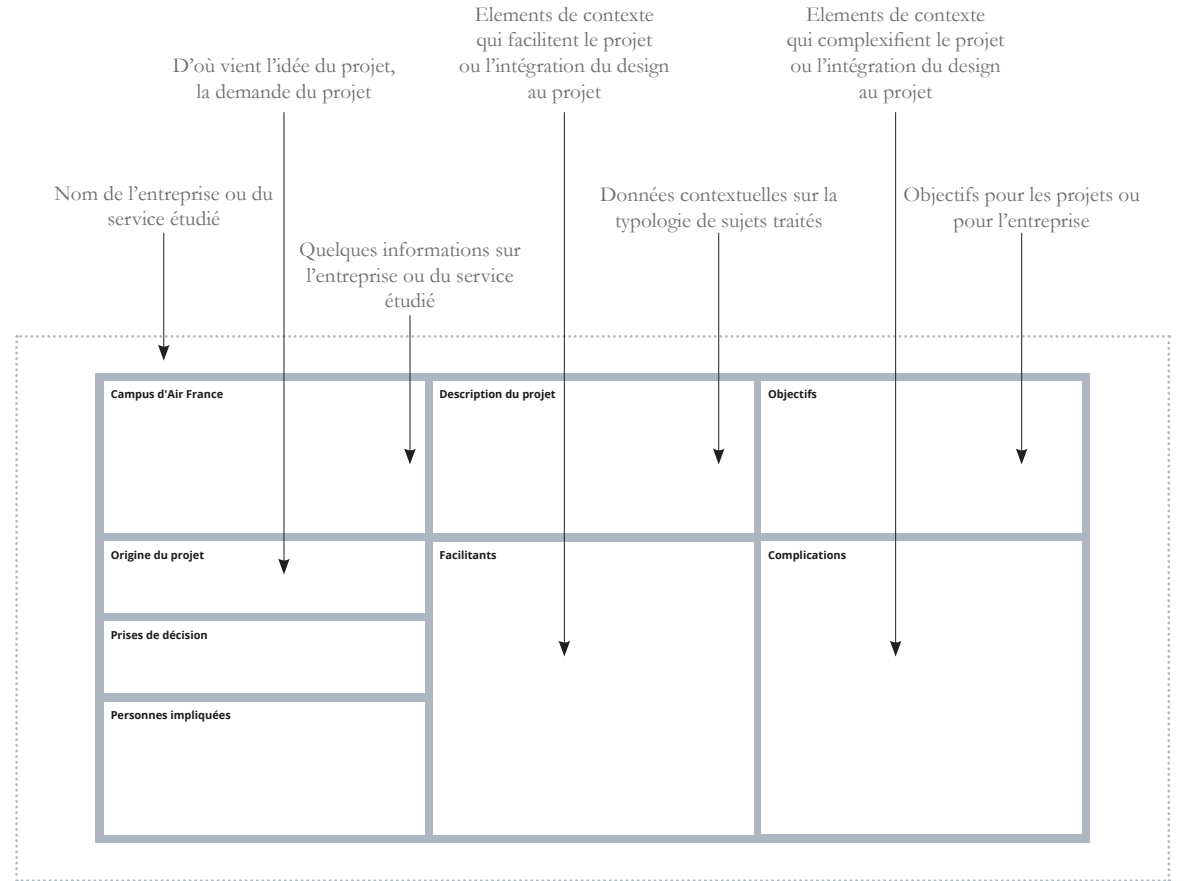 Elements de contexte
qui facilitent le projet
ou l'intégration du design
au projet
Elements de contexte
qui complexifient le projet
ou l'intégration du design
au projet
D'où vient l'idée du projet,
la demande du projet
Nom de l'entreprise ou du
service étudié
Quelques informations sur
l'entreprise ou du service
étudié
Données contextuelles sur la
typologie de sujets traités
Objectifs pour les projets ou
pour l'entreprise
Campus d'Air France
Description du projet
Objectifs
Origine du projet
Facilitants
Complications
Prises de décision
Personnes impliquées